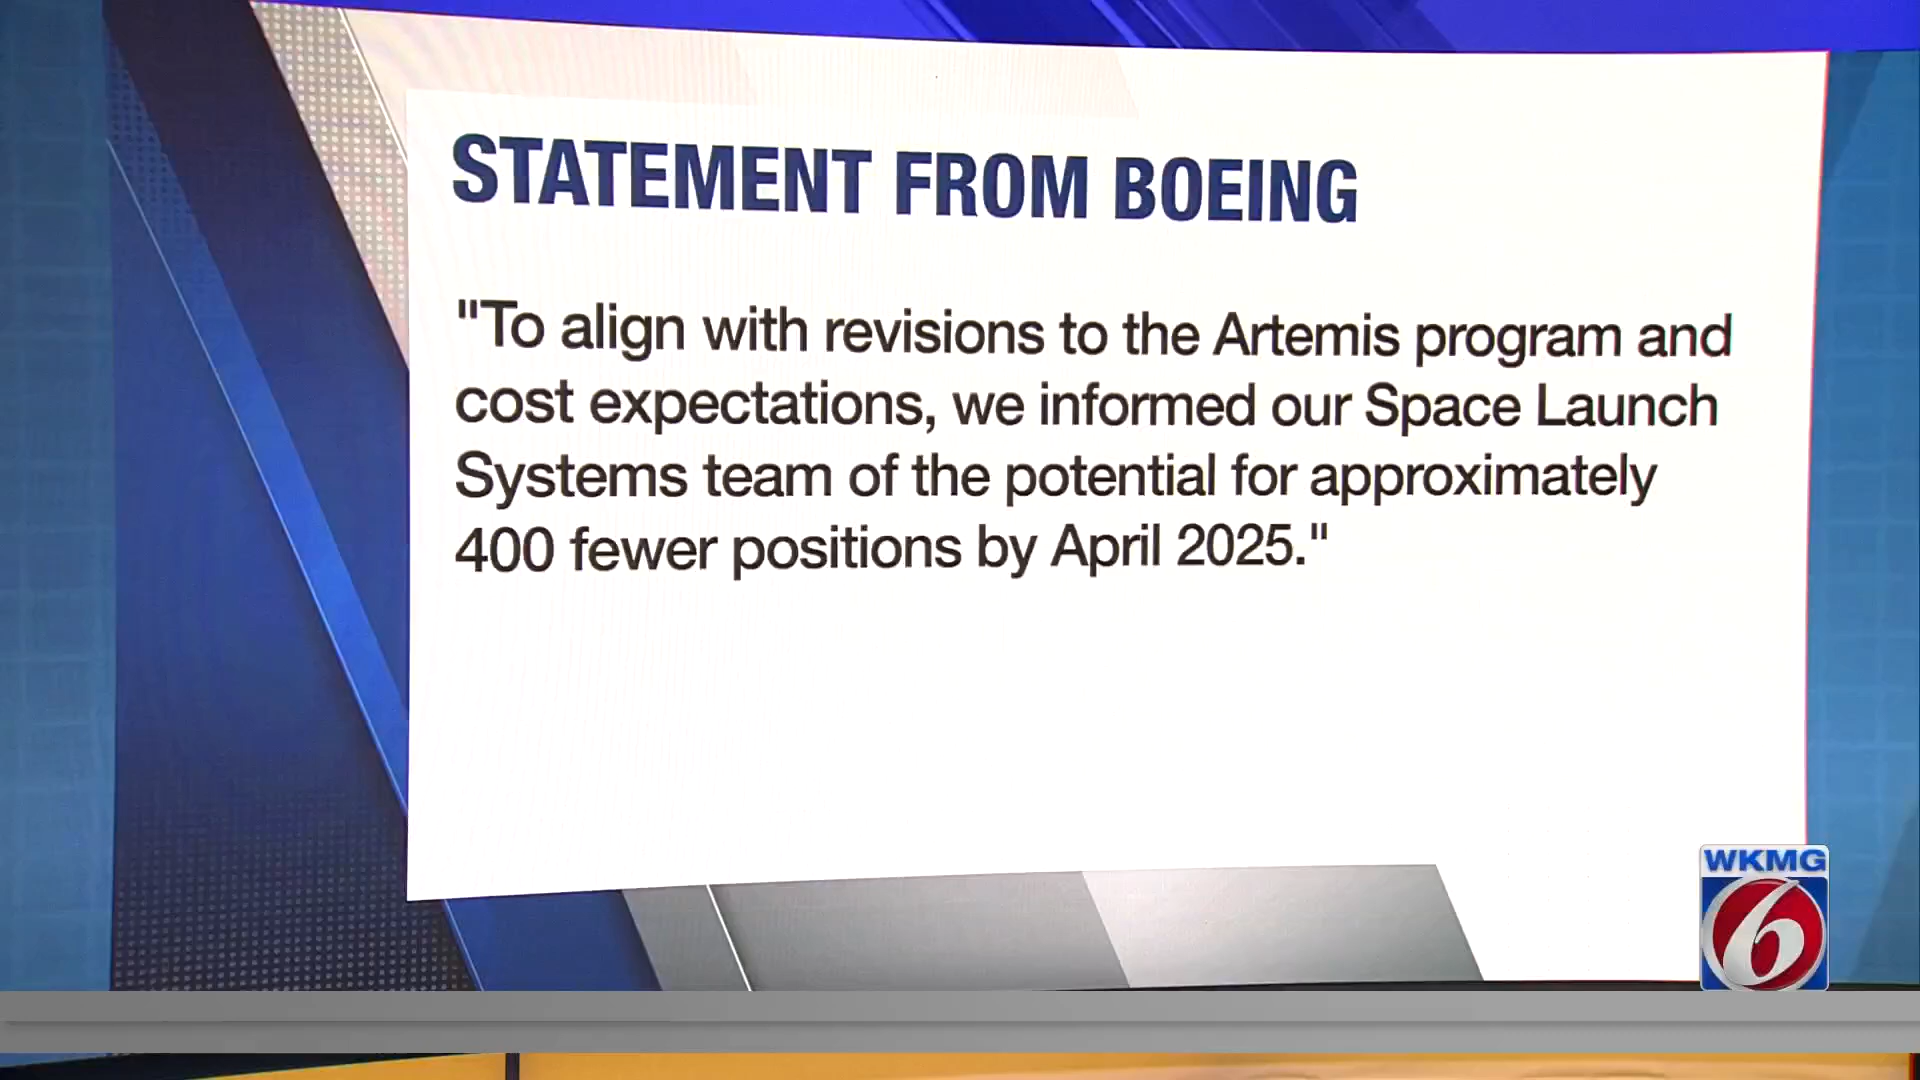 STATEMENT FROM BOEING
"To align with revisions to the Artemis program and
cost expectations, we informed our Space Launch
Systems team of the potential for approximately
400 fewer positions by April 2025."
WKMG
6